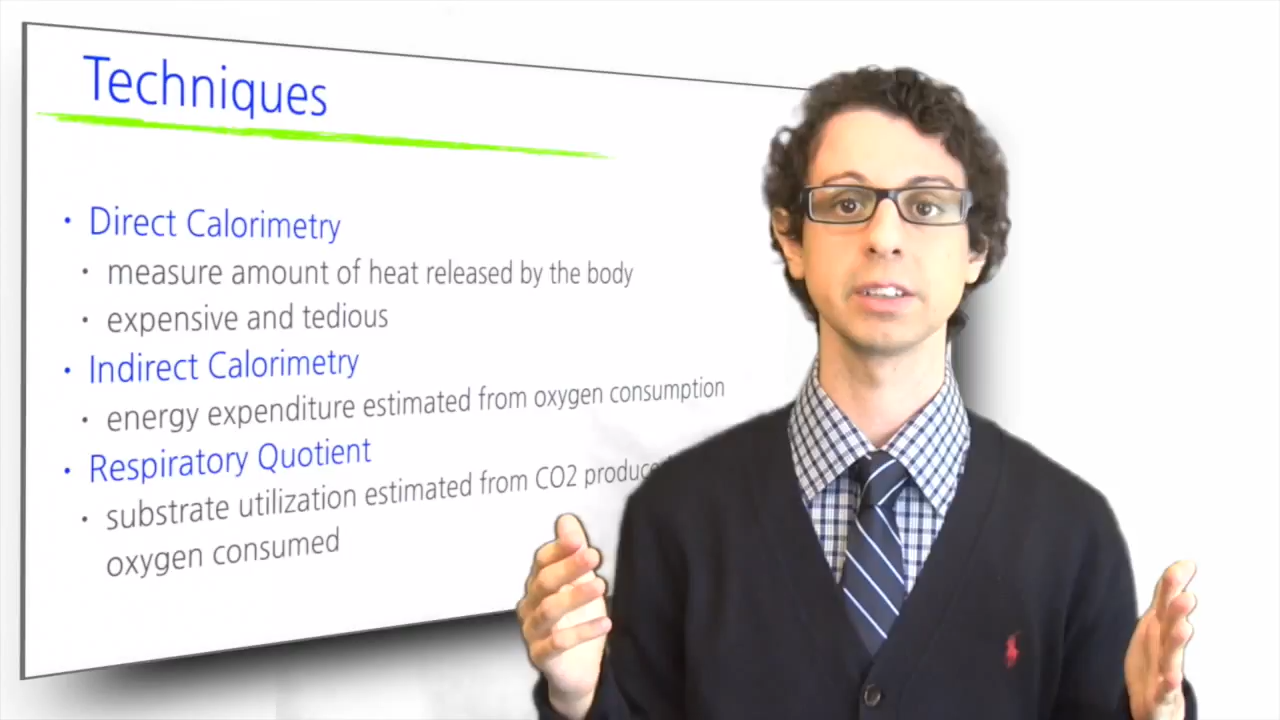 Techniques
• Direct Calorimetry
• measure amount of heat released by the body
• expensive and tedious
• Indirect Calorimetry
• energy expenditure estimated from oxygen consumption
• Respiratory Quotient
• substrate utilization estimated from CO2
oxygen consumed